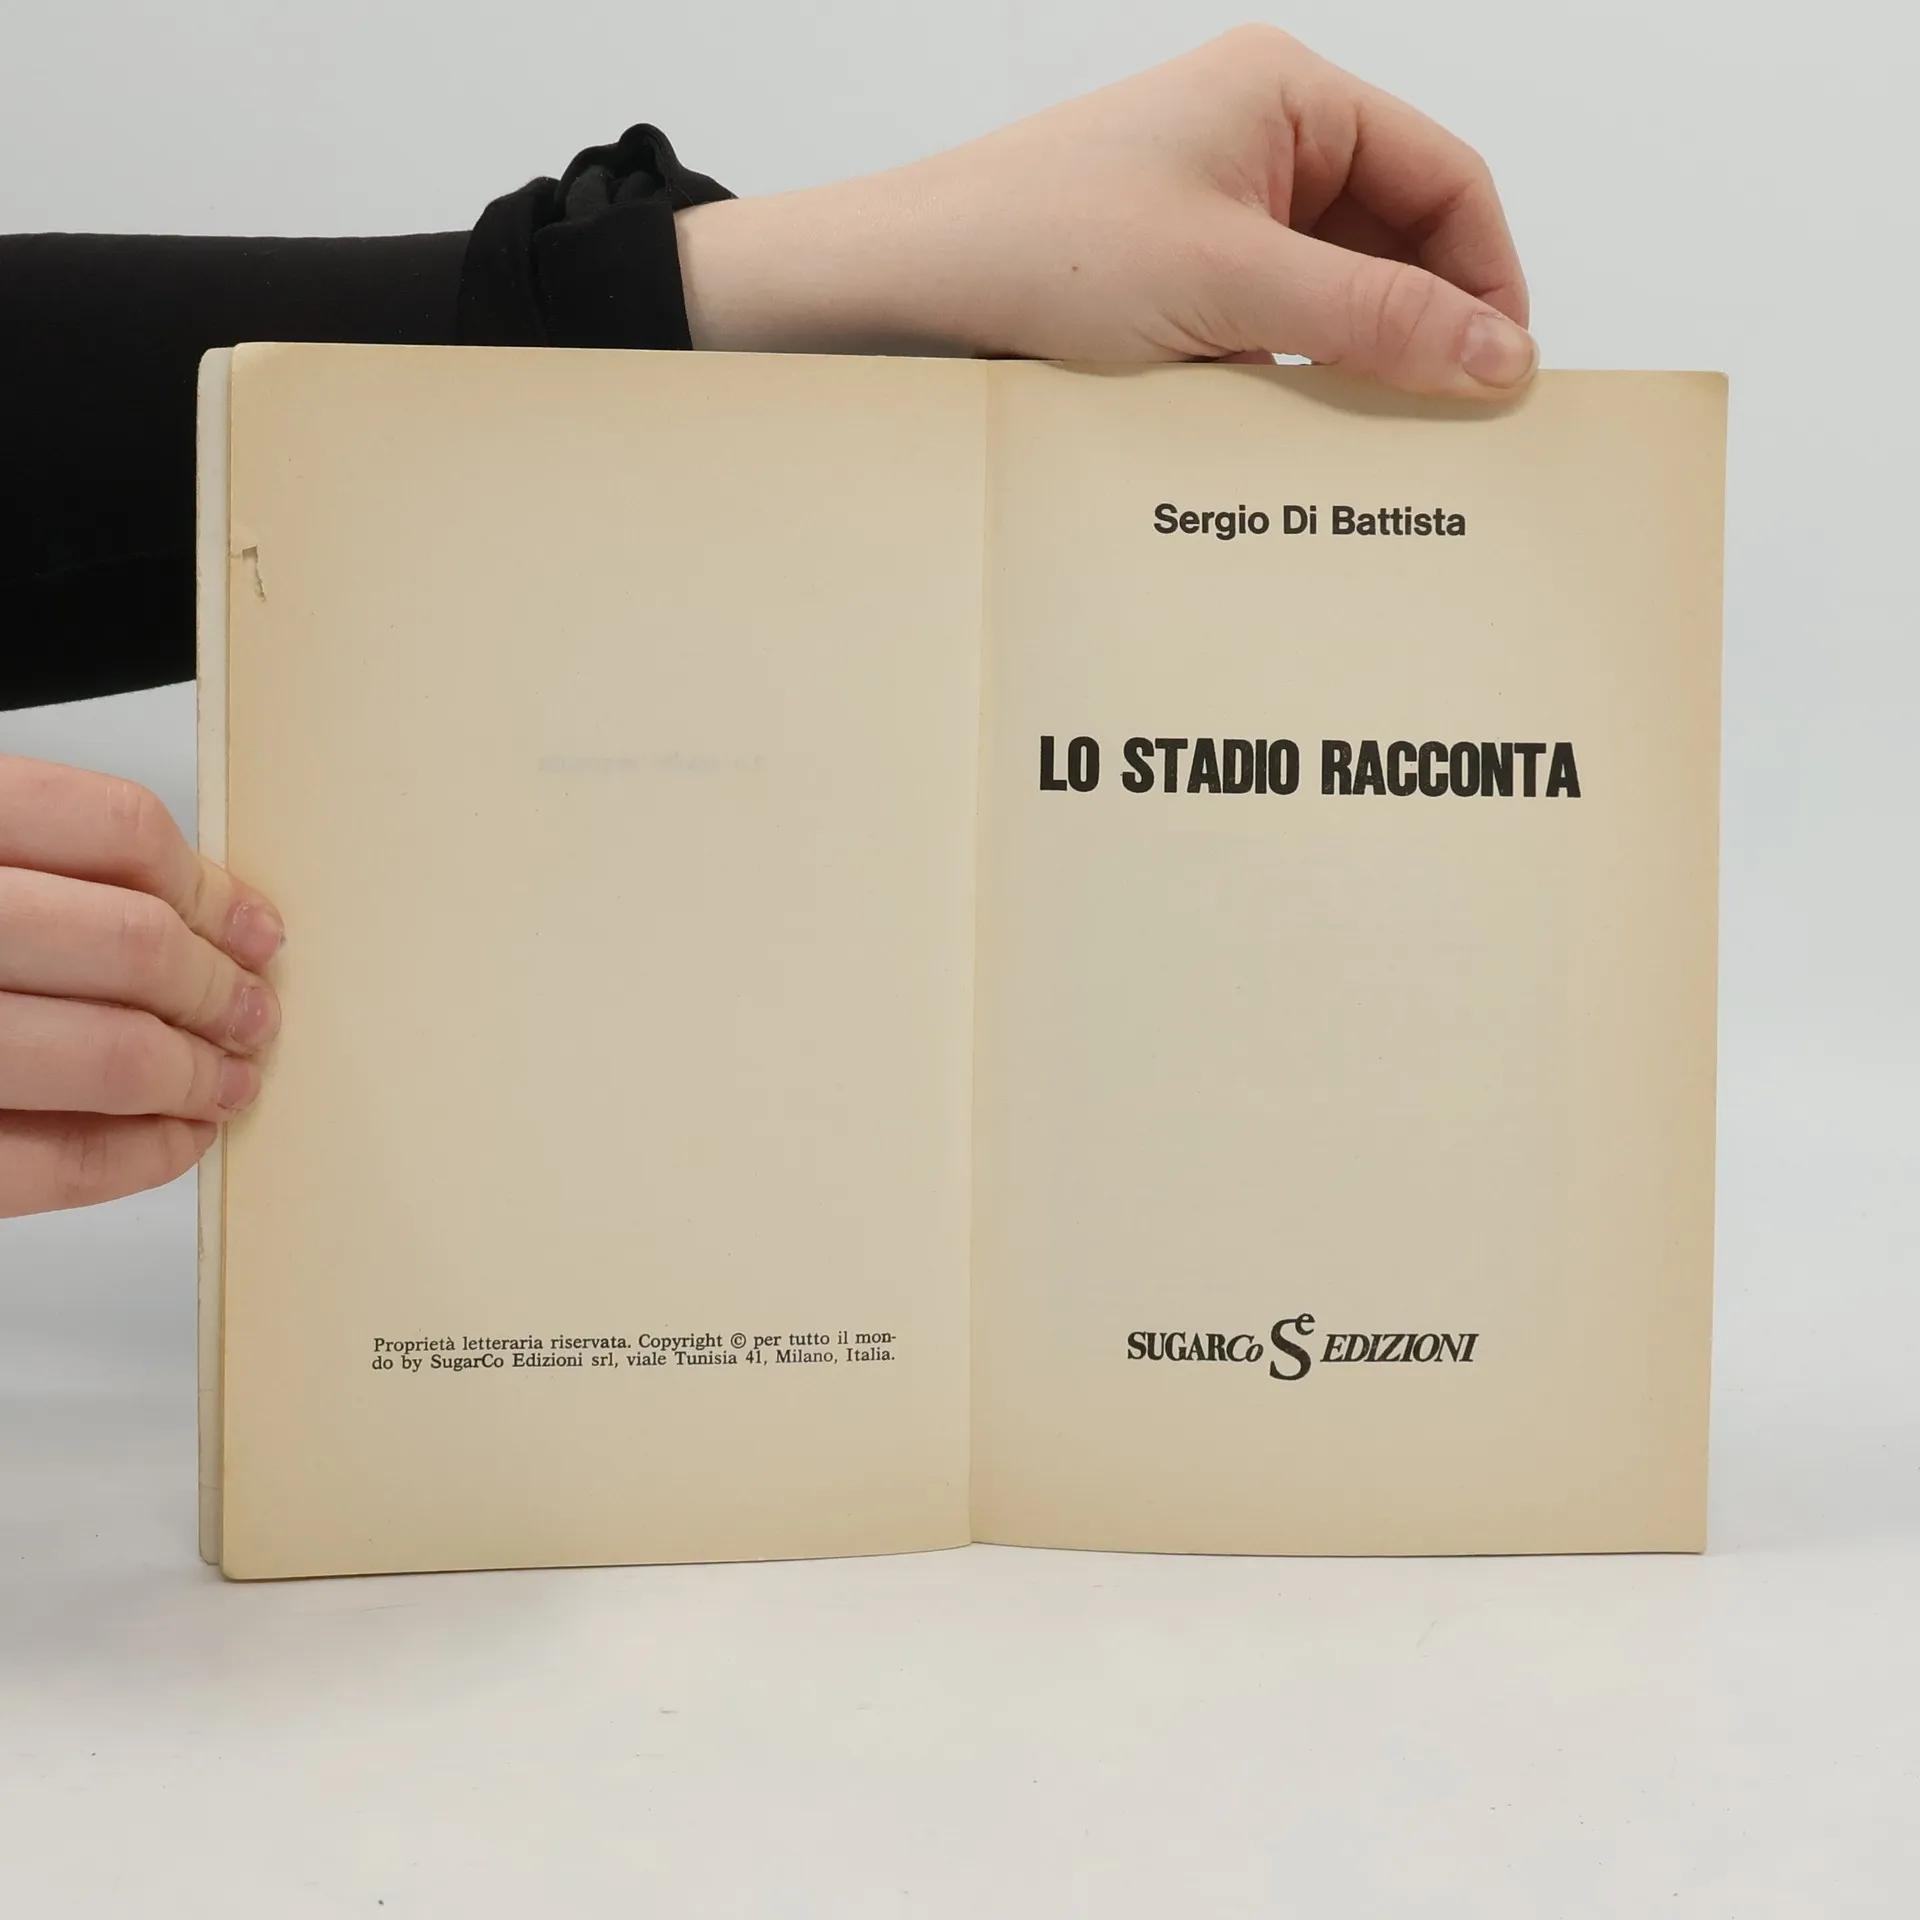 Proprietà letteraria riservata. Copyright © per tutto il mon-
do by SugarCo Edizioni srl, viale Tunisia 41, Milano, Italia.
Sergio Di Battista
LO STADIO RACCONTA
SUGARCo Se EDIZIONI